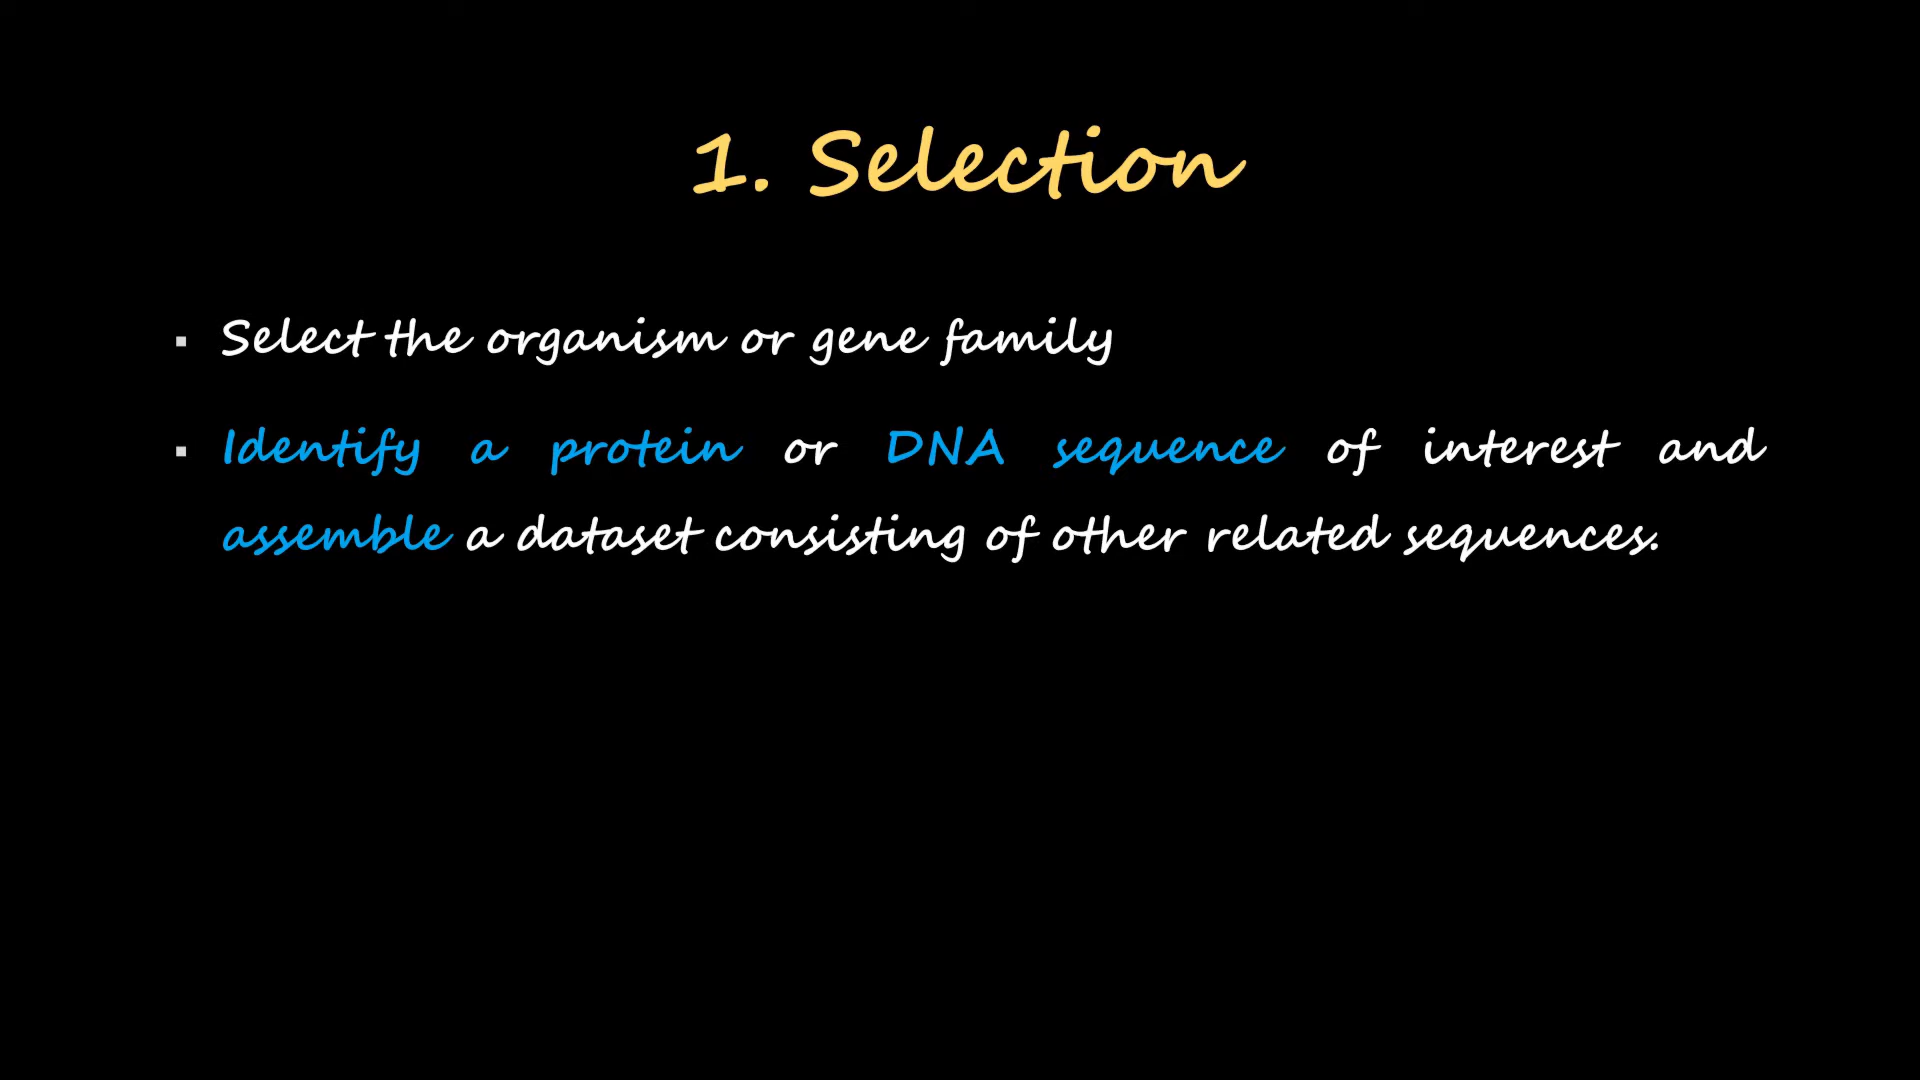 1. Selection
▪ Select the organism or gene family
▪ Identify a protein or DNA sequence of interest and
assemble a dataset consisting of other related sequences.